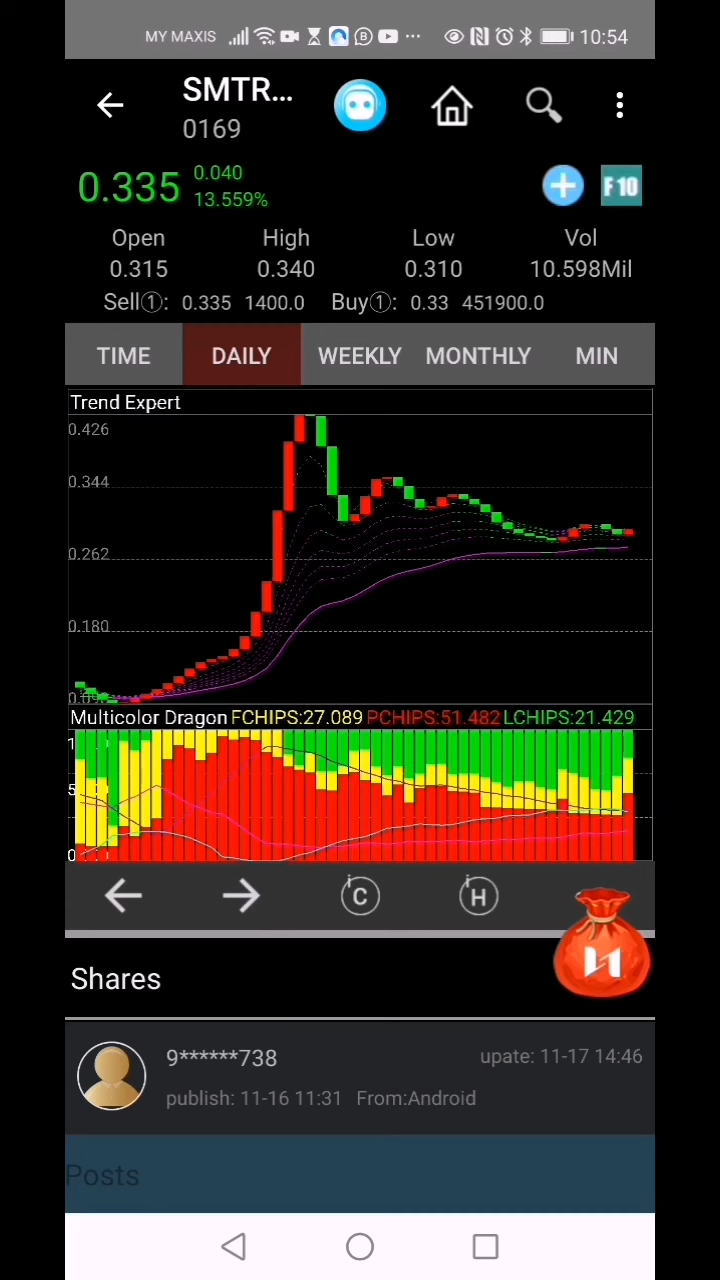 MY MAXIS 10:54
SMTR...
0169
0.335 0.040
13.559%
F10
Open High Low Vol
0.315 0.340 0.310 10.598Mil
Sell①: 0.335 1400.0 Buy①: 0.33 451900.0
TIME DAILY WEEKLY MONTHLY MIN
Trend Expert
0.426
0.344
0.262
0.180
Multicolor Dragon FCHIPS:27.089 PCHIPS:51.482 LCHIPS:21.429
C H
Shares
9******738 upate: 11-17 14:46
publish: 11-16 11:31 From:Android
Posts